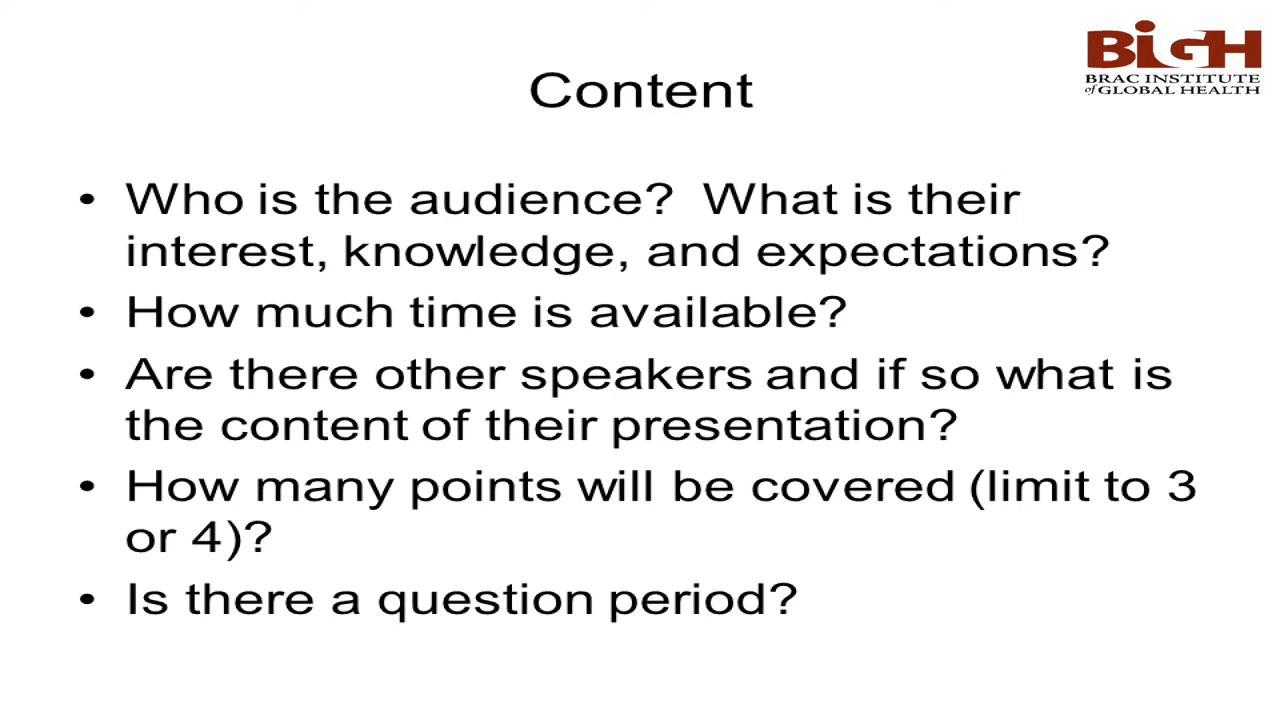 BiGH
BRAC INSTITUTE
of GLOBAL HEALTH
Content
• Who is the audience?  What is their
interest, knowledge, and expectations?
• How much time is available?
• Are there other speakers and if so what is
the content of their presentation?
• How many points will be covered (limit to 3
or 4)?
• Is there a question period?